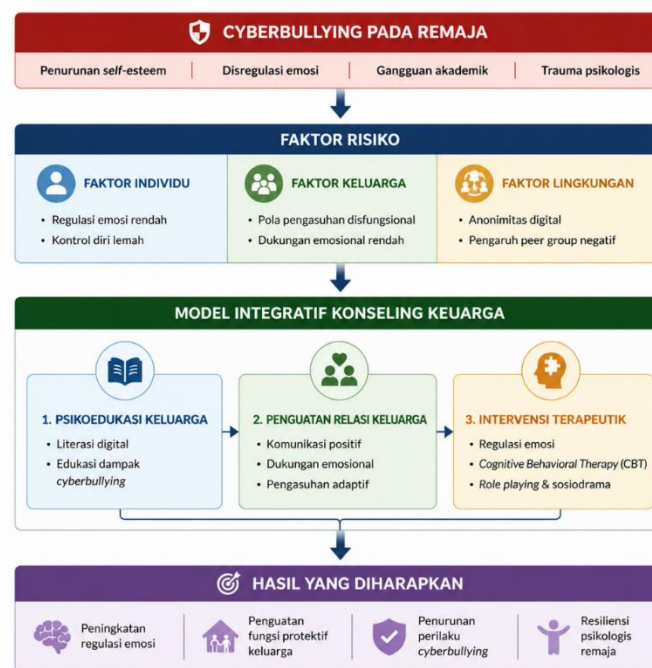 CYBERBULLYING PADA REMAJA
Penurunan self-esteem
Disregulasi emosi
Gangguan akademik
Trauma psikologis
FAKTOR RISIKO
FAKTOR INDIVIDU
• Regulasi emosi rendah
• Kontrol diri lemah
FAKTOR KELUARGA
• Pola pengasuhan disfungsional
• Dukungan emosional rendah
FAKTOR LINGKUNGAN
• Anonimitas digital
• Pengaruh peer group negatif
MODEL INTEGRATIF KONSELING KEUARGA
1. PSIKOEDUKASI KELUARGA
• Literasi digital
• Edukasi dampak
cyberbullying
2. PENGUATAN RELASI KELUARGA
• Komunikasi positif
• Dukungan emosional
• Pengasuhan adaptif
3. INTERVENSI TERAPEUTIK
• Regulasi emosi
• Cognitive Behavioral Therapy (CBT)
• Role playing & sosiodrama
HASIL YANG DIHARAPKAN
Peningkatan
regulasi emosi
Penguatan
fungsi protektif
keluarga
Penurunan
perilaku
cyberbullying
Resiliensi
psikologis
remaja